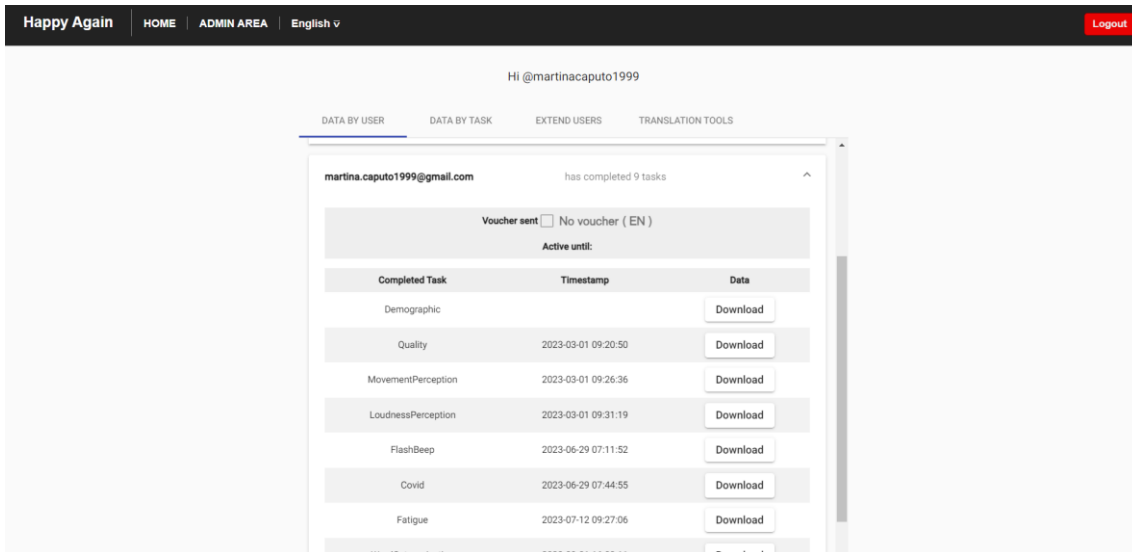 Happy Again HOME ADMIN AREA English ⊽ Logout
Hi @martinacaputo1999
DATA BY USER DATA BY TASK EXTEND USERS TRANSLATION TOOLS
martina.caputo1999@gmail.com has completed 9 tasks
Voucher sent No voucher ( EN )
Active until:
Completed Task Timestamp Data
Demographic Download
Quality 2023-03-01 09:20:50 Download
MovementPerception 2023-03-01 09:26:36 Download
LoudnessPerception 2023-03-01 09:31:19 Download
FlashBeep 2023-06-29 07:11:52 Download
Covid 2023-06-29 07:44:55 Download
Fatigue 2023-07-12 09:27:06 Download